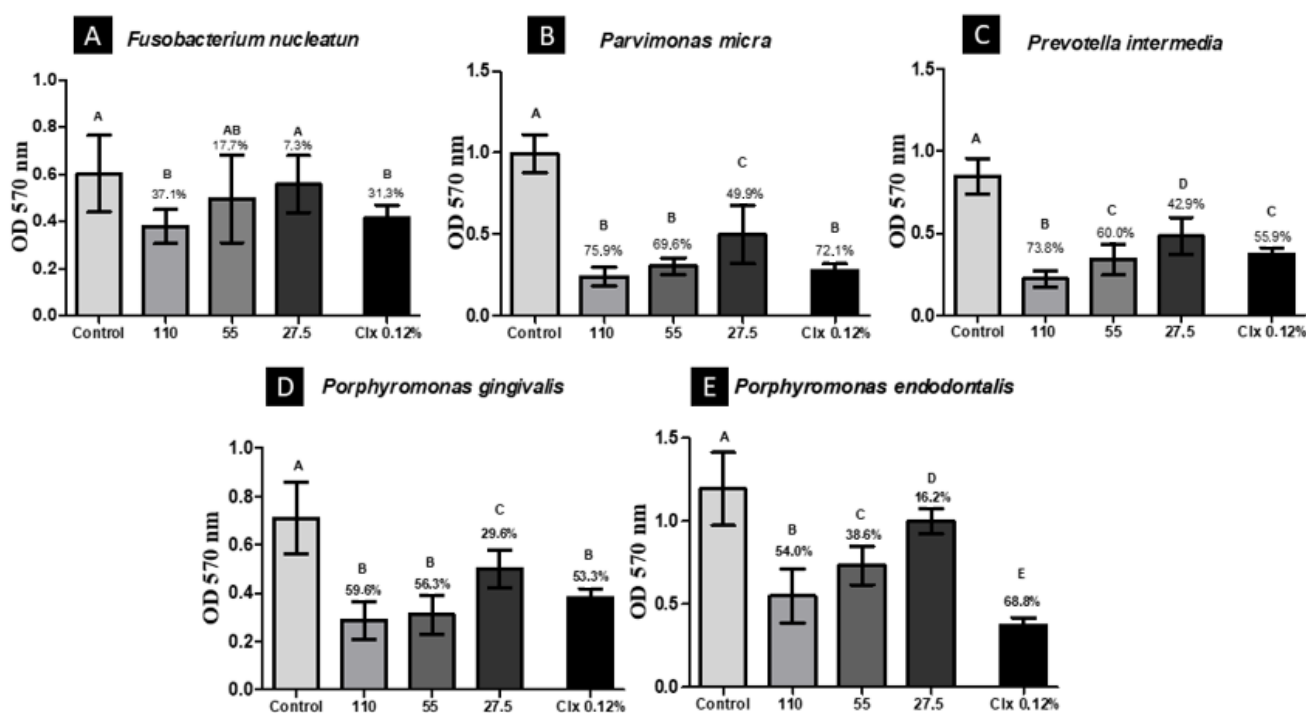 A Fusobacterium nucleatun
OD 570 nm
1.0
0.8
0.6
0.4
0.2
0.0
A
B
37.1%
AB
17.7%
A
7.3%
B
31.3%
Control 110 55 27.5 Clx 0.12%
B Parvimonas micra
OD 570 nm
1.5
1.0
0.5
0.0
A
B
75.9%
B
69.6%
C
49.9%
B
72.1%
Control 110 55 27.5 Clx 0.12%
C Prevotella intermedia
OD 570 nm
1.5
1.0
0.5
0.0
A
B
73.8%
C
60.0%
D
42.9%
C
55.9%
Control 110 55 27.5 Clx 0.12%
D Porphyromonas gingivalis
OD 570 nm
1.0
0.8
0.6
0.4
0.2
0.0
A
B
59.6%
B
56.3%
C
29.6%
B
53.3%
Control 110 55 27.5 Clx 0.12%
E Porphyromonas endodontalis
OD 570 nm
1.5
1.0
0.5
0.0
A
B
54.0%
C
38.6%
D
16.2%
E
68.8%
Control 110 55 27.5 Clx 0.12%